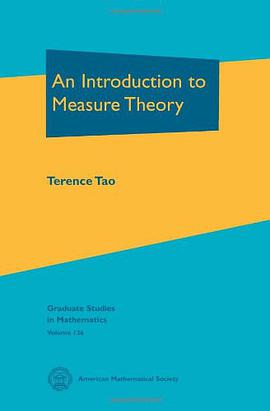 An Introduction to
Measure Theory
Terence Tao
Graduate Studies
in Mathematics
Volume 126
American Mathematical Society